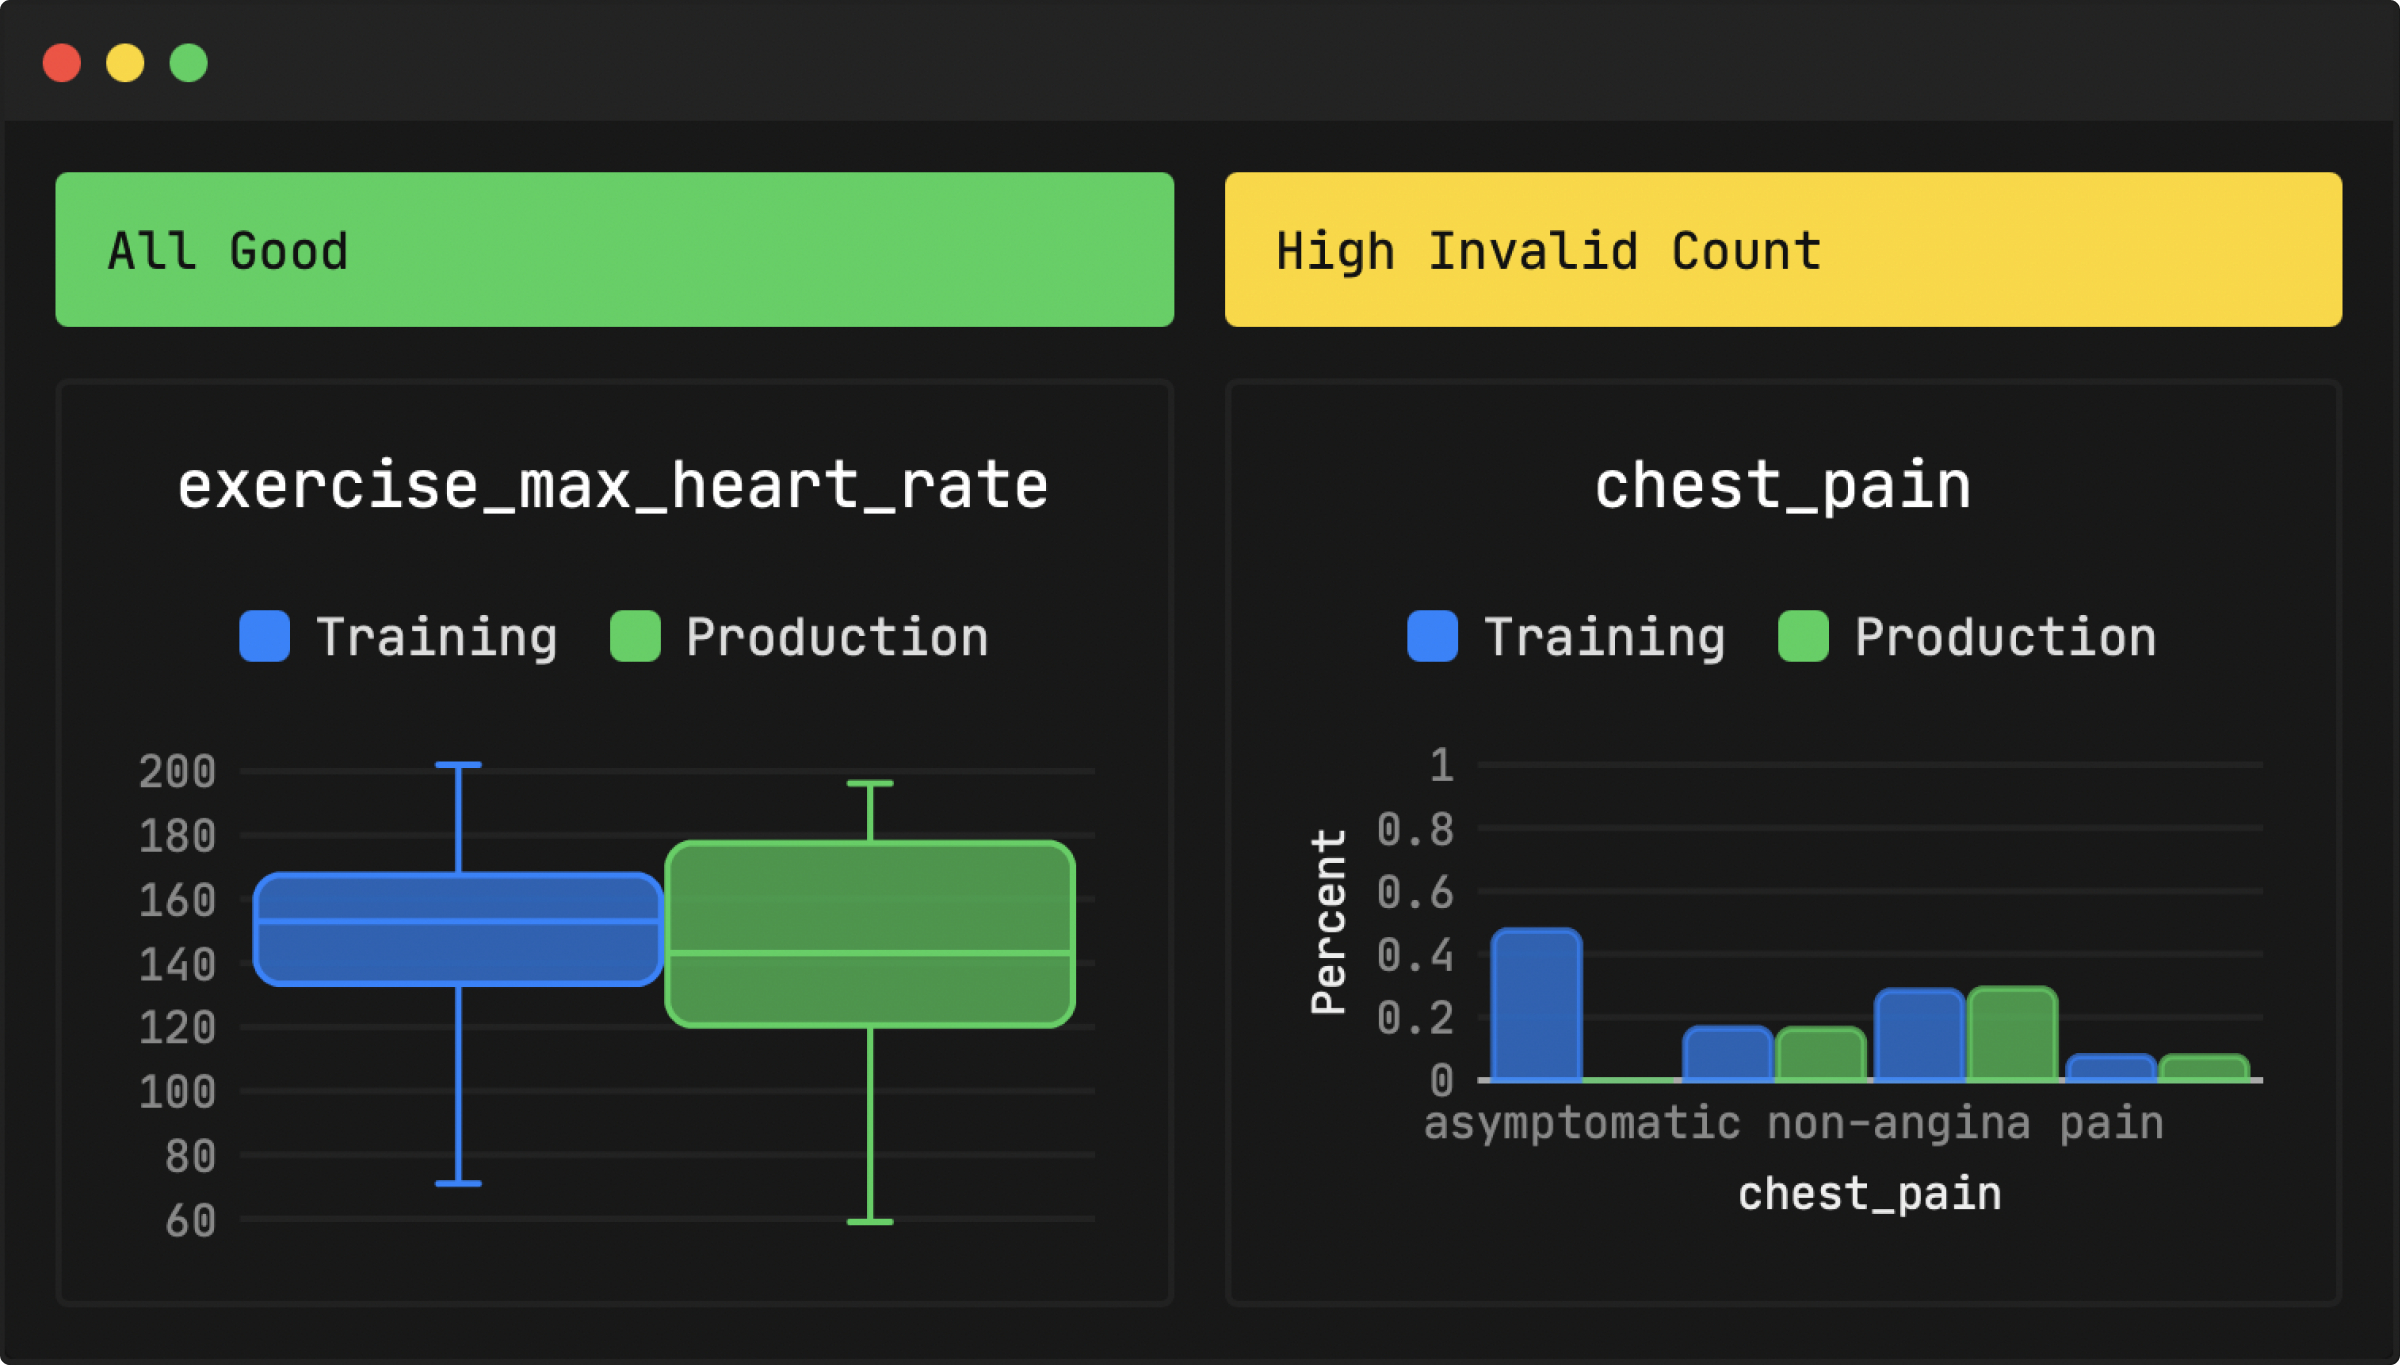 All Good
High Invalid Count
exercise_max_heart_rate
Training Production
200
180
160
140
120
100
80
60
chest_pain
Training Production
Percent
1
0.8
0.6
0.4
0.2
0
asymptomatic non-angina pain
chest_pain